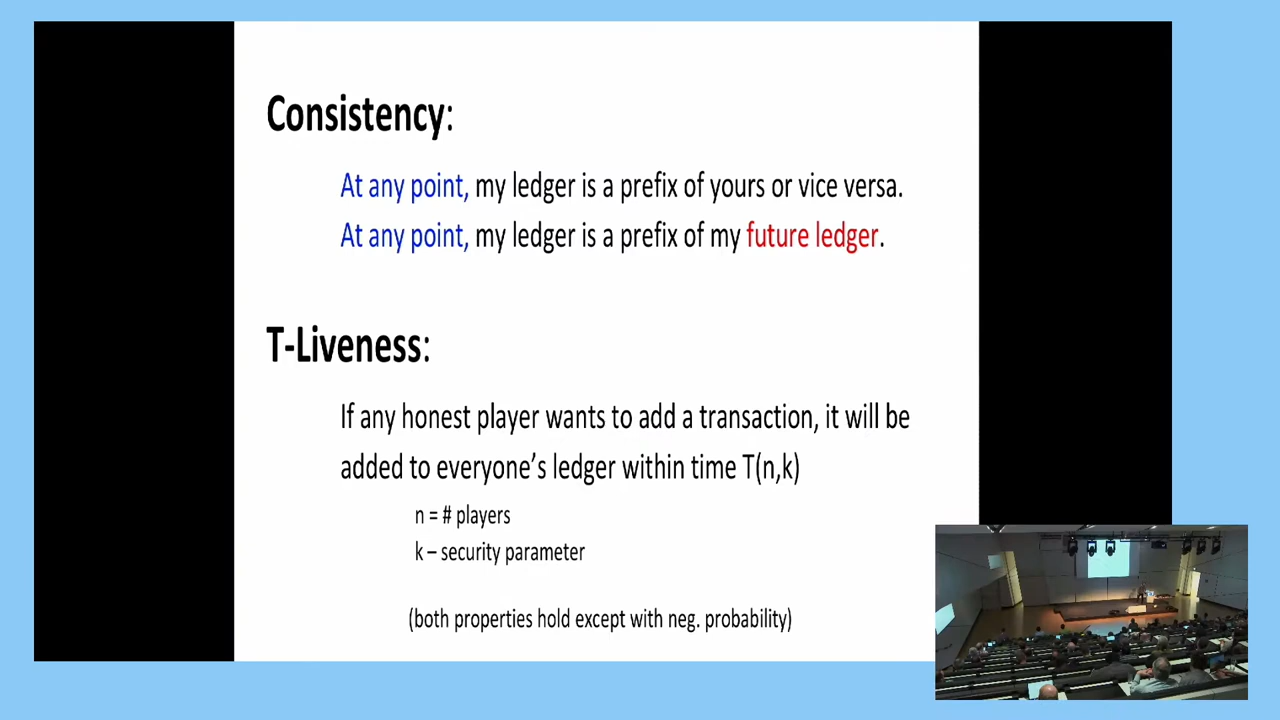 Consistency:
At any point, my ledger is a prefix of yours or vice versa.
At any point, my ledger is a prefix of my future ledger.
T-Liveness:
If any honest player wants to add a transaction, it will be
added to everyone’s ledger within time T(n,k)
n = # players
k – security parameter
(both properties hold except with neg. probability)